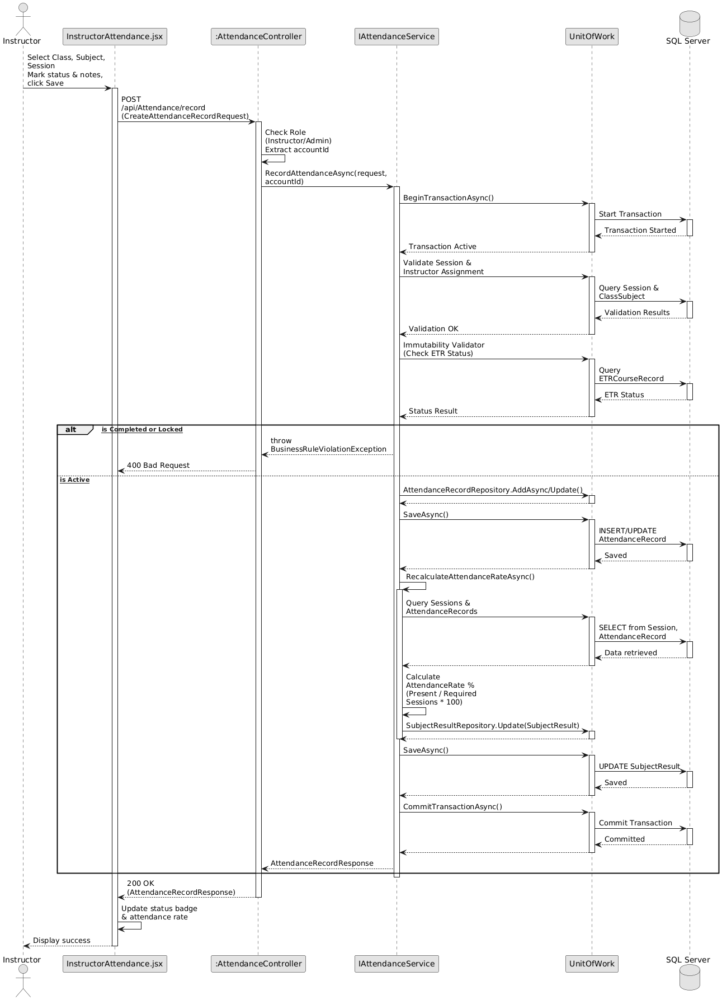 Instructor
InstructorAttendance.jsx
:AttendanceController
IAttendanceService
UnitOfWork
SQL Server
Select Class, Subject,
Session
Mark status & notes,
click Save
POST
/api/Attendance/record
(CreateAttendanceRecordRequest)
Check Role
(Instructor/Admin)
Extract accountId
RecordAttendanceAsync(request,
accountId)
BeginTransactionAsync()
Start Transaction
Transaction Started
Transaction Active
Validate Session &
Instructor Assignment
Query Session &
ClassSubject
Validation Results
Validation OK
Immutability Validator
(Check ETR Status)
Query
ETRCourseRecord
ETR Status
Status Result
alt
is Completed or Locked
throw
BusinessRuleViolationException
400 Bad Request
is Active
AttendanceRecordRepository.AddAsync/Update()
SaveAsync()
INSERT/UPDATE
AttendanceRecord
Saved
RecalculateAttendanceRateAsync()
Query Sessions &
AttendanceRecords
SELECT from Session,
AttendanceRecord
Data retrieved
Calculate
AttendanceRate %
(Present / Required
Sessions * 100)
SubjectResultRepository.Update(SubjectResult)
SaveAsync()
UPDATE SubjectResult
Saved
CommitTransactionAsync()
Commit Transaction
Committed
AttendanceRecordResponse
200 OK
(AttendanceRecordResponse)
Update status badge
& attendance rate
Display success
Instructor
InstructorAttendance.jsx
:AttendanceController
IAttendanceService
UnitOfWork
SQL Server